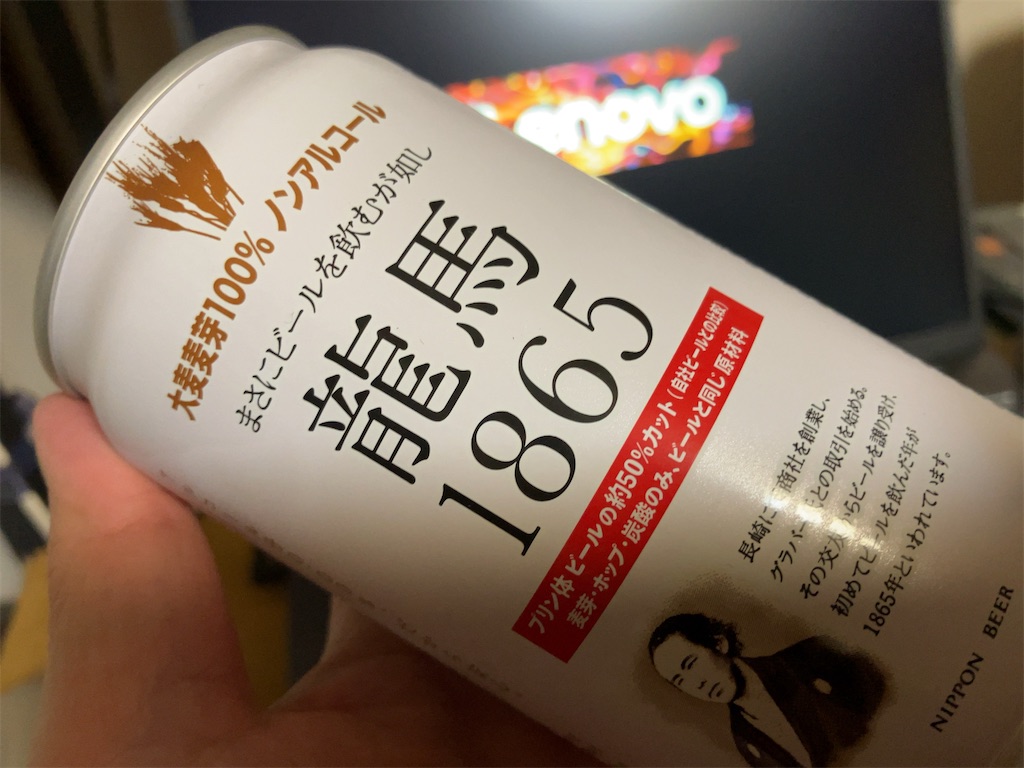 大麦麦芽100% ノンアルコール
まさにビールを飲むが如し
龍馬
1865
プリン体 ビールの約50%カット(自社ビールとの比較)
麦芽・ホップ・炭酸のみ、ビールと同じ原材料
長崎に 商社を創業し、
グラバー との取引を始める。
その交 らビールを譲り受け、
初めてビールを飲んだ年が
1865年といわれています。
NIPPON BEER
enovo